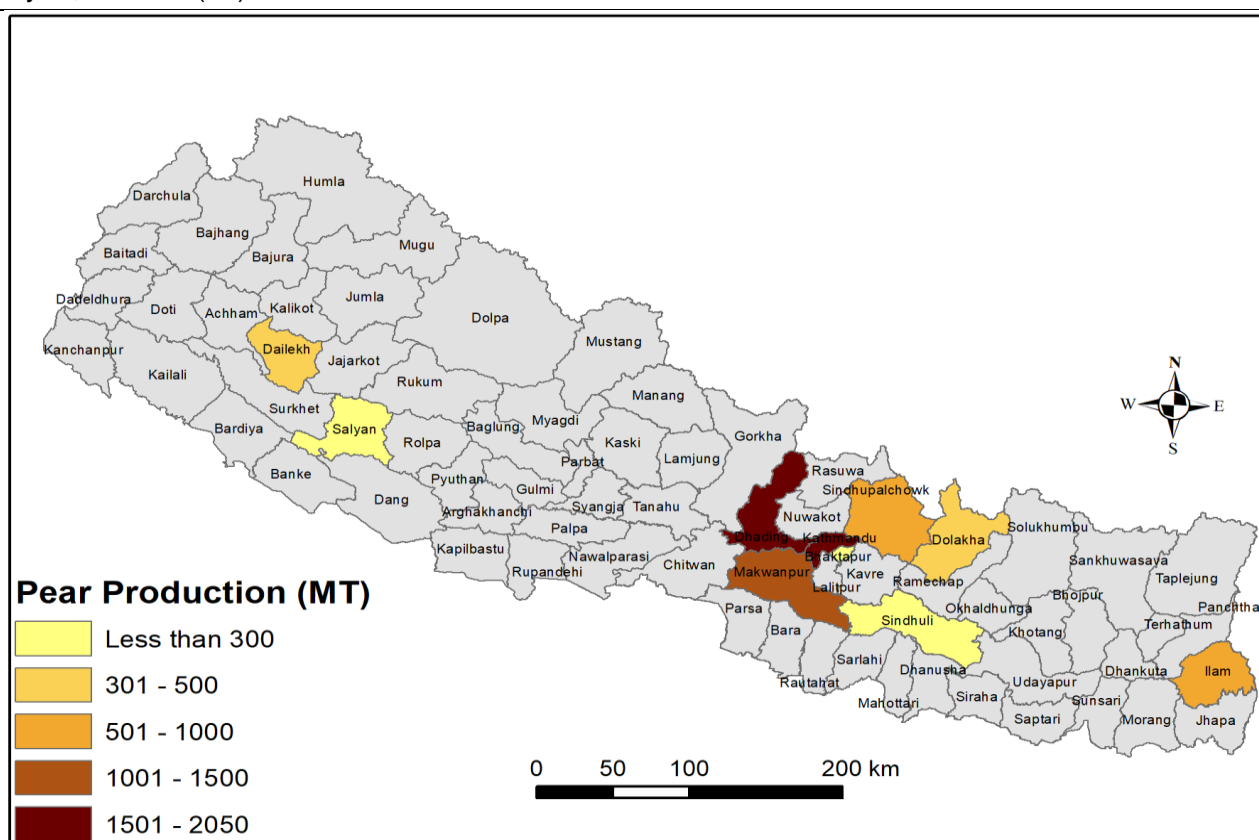 Humla
Darchula
Bajhang
Mugu
Baitadi
Bajura
Jumla
Dadeldhura
Doti
Achham
Kalikot
Dolpa
Mustang
Kanchanpur
Dailekh
Jajarkot
Kailali
Rukum
Manang
Surkhet
Salyan
Myagdi
Bardiya
Rolpa
Baglung
Kaski
Gorkha
Lamjung
Banke
Parbat
Rasuwa
Pyuthan
Gulmi
Sindhupalchowk
Dang
Syangja
Tanahu
Arghakhanchi
Nuwakot
Solukhumbu
Palpa
Dhading
Kathmandu
Dolakha
Kapilbastu
Nawalparasi
Bhaktapur
Sankhuwasaya
Rupandehi
Chitwan
Makwanpur
Kavre
Ramechap
Taplejung
Lalitpur
Bhojpur
Parsa
Okhaldhunga
Panchtha
Sindhuli
Terhathum
Bara
Khotang
Sarlahi
Dhanusha
Dhankuta
Ilam
Rautahat
Udayapur
Mahottari
Siraha
Sunsari
Saptari
Morang
Jhapa
N
W
E
S
Pear Production (MT)
Less than 300
301 - 500
501 - 1000
1001 - 1500
1501 - 2050
0 50 100 200 km